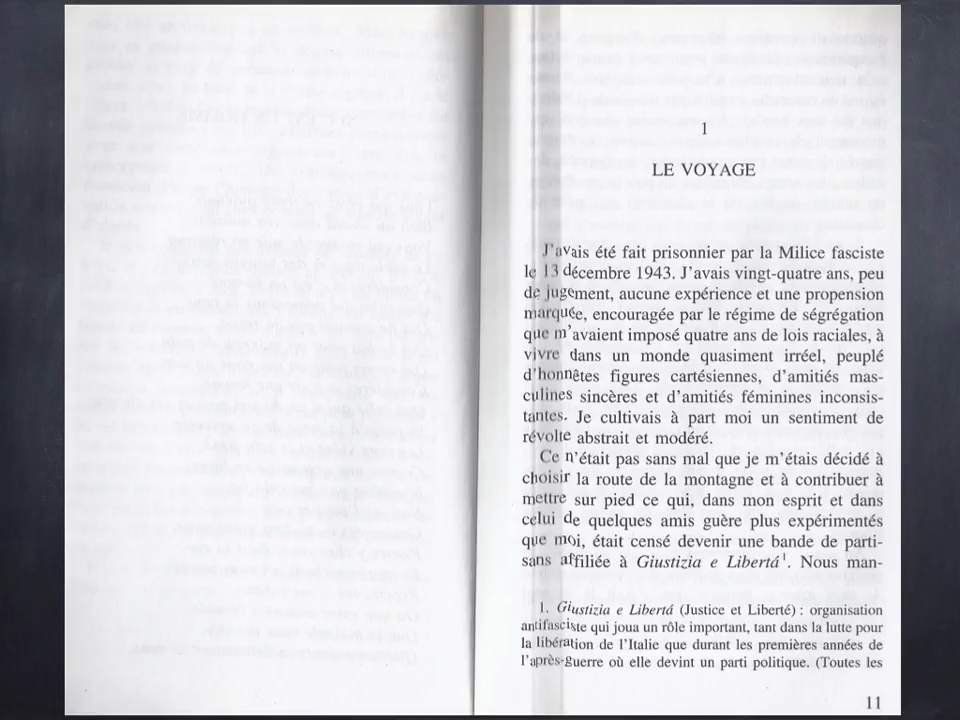 1
LE VOYAGE
J'avais été fait prisonnier par la Milice fasciste
le 13 décembre 1943. J'avais vingt-quatre ans, peu
de jugement, aucune expérience et une propension
marquée, encouragée par le régime de ségrégation
que m'avaient imposé quatre ans de lois raciales, à
vivre dans un monde quasiment irréel, peuplé
d'honnêtes figures cartésiennes, d'amitiés mas-
culines sincères et d'amitiés féminines inconsis-
tantes. Je cultivais à part moi un sentiment de
révolte abstrait et modéré.
Ce n'était pas sans mal que je m'étais décidé à
choisir la route de la montagne et à contribuer à
mettre sur pied ce qui, dans mon esprit et dans
celui de quelques amis guère plus expérimentés
que moi, était censé devenir une bande de parti-
sans affiliée à Giustizia e Libertá¹. Nous man-
1. Giustizia e Libertá (Justice et Liberté) : organisation
antifasciste qui joua un rôle important, tant dans la lutte pour
la libération de l'Italie que durant les premières années de
l'après-guerre où elle devint un parti politique. (Toutes les
11